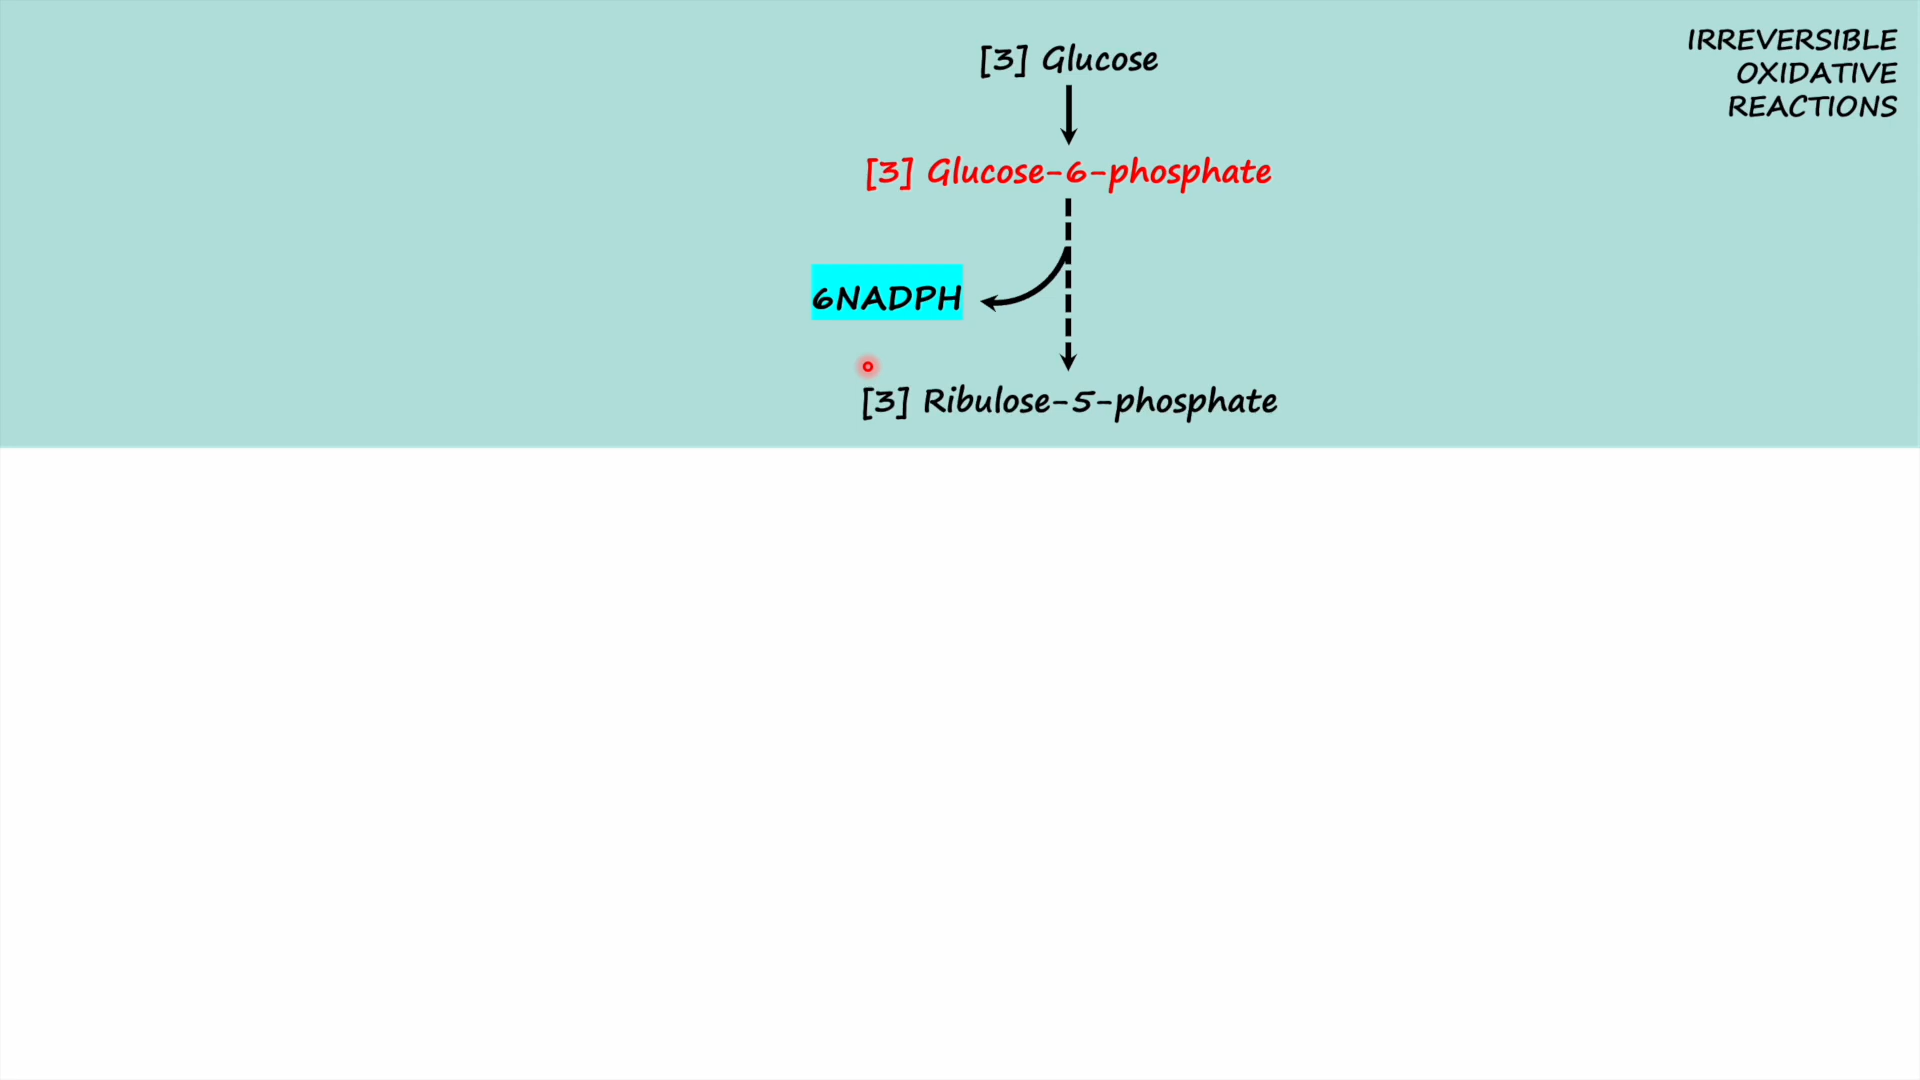 [3] Glucose
IRREVERSIBLE
OXIDATIVE
REACTIONS
[3] Glucose-6-phosphate
6NADPH
[3] Ribulose-5-phosphate